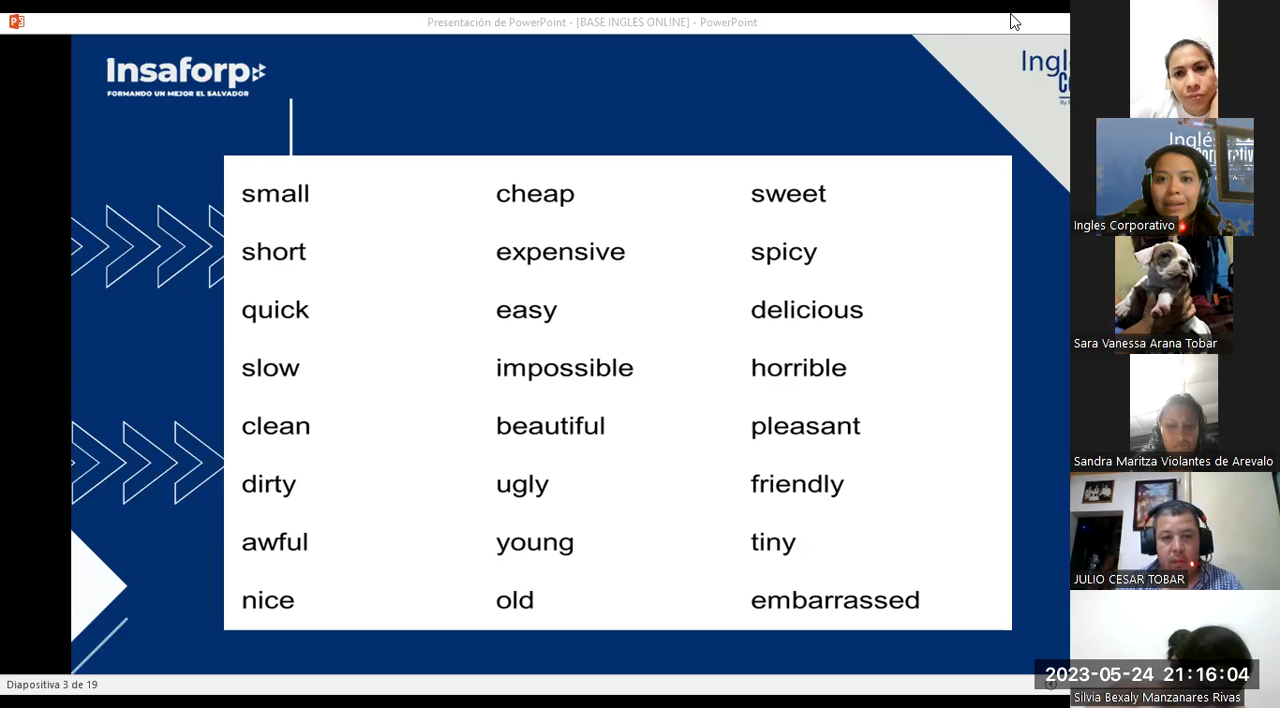 Presentación de PowerPoint - [BASE INGLES ONLINE] - PowerPoint
Insaforp
FORMANDO UN MEJOR EL SALVADOR
Ingl
small cheap sweet
short expensive spicy
quick easy delicious
slow impossible horrible
clean beautiful pleasant
dirty ugly friendly
awful young tiny
nice old embarrassed
Diapositiva 3 de 19
Inglés
Ingles Corporativo
Sara Vanessa Arana Tobar
Sandra Maritza Violantes de Arevalo
JULIO CESAR TOBAR
2023-05-24 21:16:04
Silvia Bexaly Manzanares Rivas